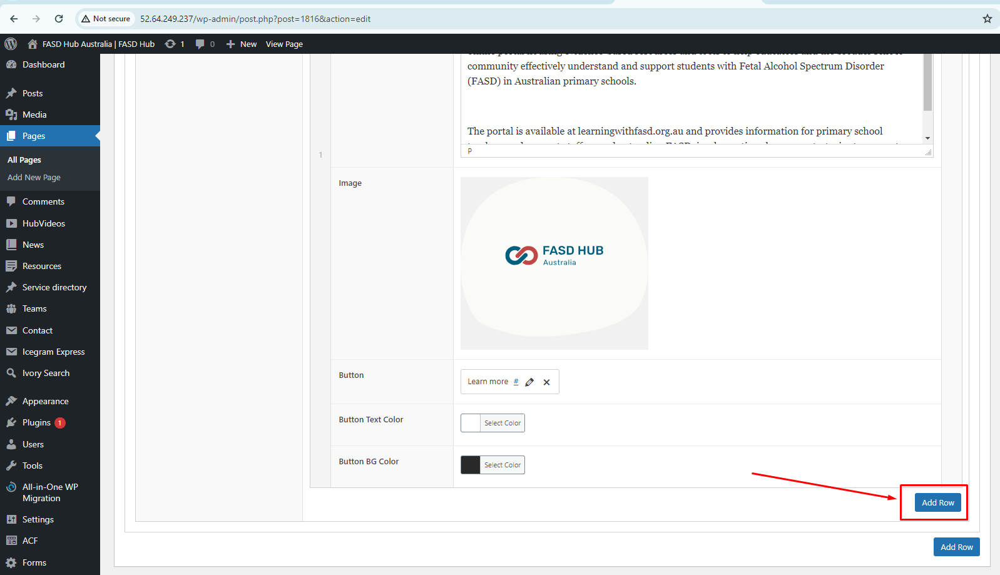 Not secure
52.64.249.237/wp-admin/post.php?post=1816&action=edit
FASD Hub Australia | FASD Hub
1
0
New
View Page
Dashboard
Posts
Media
Pages
All Pages
Add New Page
Comments
HubVideos
News
Resources
Service directory
Teams
Contact
Icegram Express
Ivory Search
Appearance
Plugins 1
Users
Tools
All-in-One WP
Migration
Settings
ACF
Forms
1
community effectively understand and support students with Fetal Alcohol Spectrum Disorder
(FASD) in Australian primary schools.
The portal is available at learningwithfasd.org.au and provides information for primary school
P
Image
FASD HUB
Australia
Button
Learn more #
Button Text Color
Select Color
Button BG Color
Select Color
Add Row
Add Row